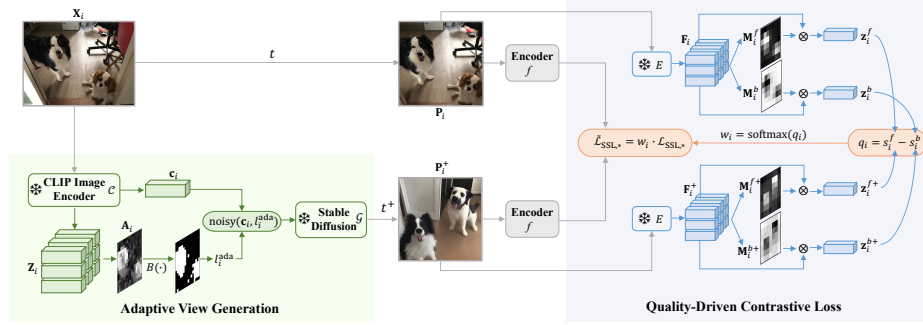 X_i
t
P_i
Encoder
f
E
F_i
M_i^f
M_i^b
⊗
⊗
z_i^f
z_i^b
L̃_SSL,* = w_i · L_SSL,*
w_i = softmax(q_i)
q_i = s_i^f − s_i^b
CLIP Image
Encoder C
c_i
Z_i
A_i
B(·)
l_i^ada
noisy(c_i, l_i^ada)
Stable
Diffusion G
t^+
P_i^+
Encoder
f
E
F_i^+
M_i^f+
M_i^b+
⊗
⊗
z_i^f+
z_i^b+
Adaptive View Generation
Quality-Driven Contrastive Loss